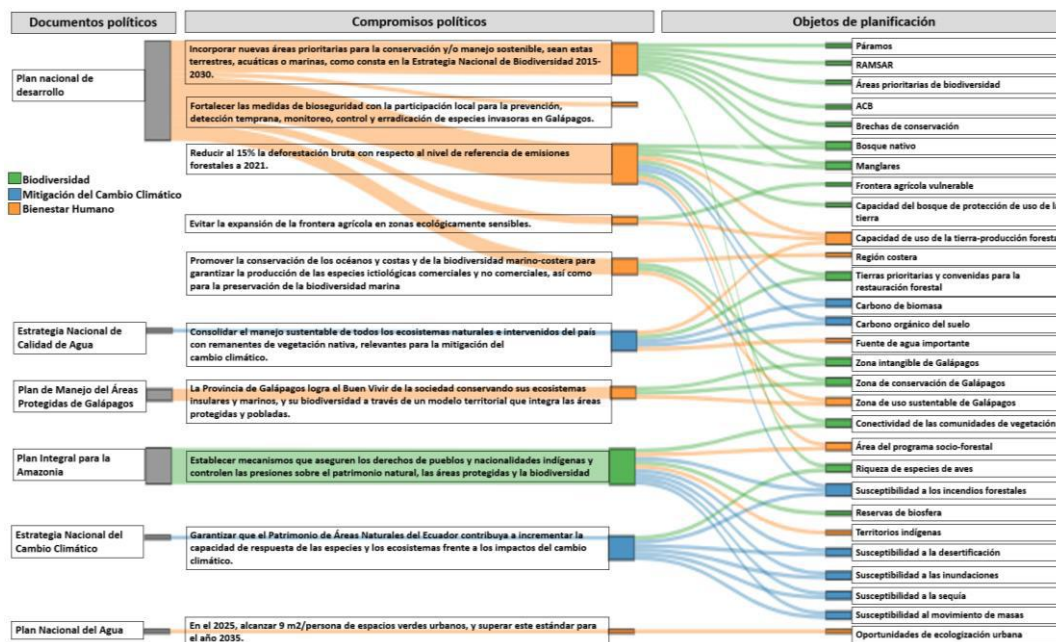 Documentos políticos
Compromisos políticos
Objetos de planificación
Plan nacional de
desarrollo
Biodiversidad
Mitigación del Cambio Climático
Bienestar Humano
Estrategia Nacional de
Calidad de Agua
Plan de Manejo del Áreas
Protegidas de Galápagos
Plan Integral para la
Amazonia
Estrategia Nacional del
Cambio Climático
Plan Nacional del Agua
Incorporar nuevas áreas prioritarias para la conservación y/o manejo sostenible, sean estas
terrestres, acuáticas o marinas, como consta en la Estrategia Nacional de Biodiversidad 2015-
2030.
Fortalecer las medidas de bioseguridad con la participación local para la prevención,
detección temprana, monitoreo, control y erradicación de especies invasoras en Galápagos.
Reducir al 15% la deforestación bruta con respecto al nivel de referencia de emisiones
forestales a 2021.
Evitar la expansión de la frontera agrícola en zonas ecológicamente sensibles.
Promover la conservación de los océanos y costas y de la biodiversidad marino-costera para
garantizar la producción de las especies ictiológicas comerciales y no comerciales, así como
para la preservación de la biodiversidad marina
Consolidar el manejo sustentable de todos los ecosistemas naturales e intervenidos del país
con remanentes de vegetación nativa, relevantes para la mitigación del
cambio climático.
La Provincia de Galápagos logra el Buen Vivir de la sociedad conservando sus ecosistemas
insulares y marinos, y su biodiversidad a través de un modelo territorial que integra las áreas
protegidas y pobladas.
Establecer mecanismos que aseguren los derechos de pueblos y nacionalidades indígenas y
controlen las presiones sobre el patrimonio natural, las áreas protegidas y la biodiversidad
Garantizar que el Patrimonio de Áreas Naturales del Ecuador contribuya a incrementar la
capacidad de respuesta de las especies y los ecosistemas frente a los impactos del cambio
climático.
En el 2025, alcanzar 9 m2/persona de espacios verdes urbanos, y superar este estándar para
el año 2035.
Páramos
RAMSAR
Áreas prioritarias de biodiversidad
ACB
Brechas de conservación
Bosque nativo
Manglares
Frontera agrícola vulnerable
Capacidad del bosque de protección de uso de la
tierra
Capacidad de uso de la tierra-producción foresta
Región costera
Tierras prioritarias y convenidas para la
restauración forestal
Carbono de biomasa
Carbono orgánico del suelo
Fuente de agua importante
Zona intangible de Galápagos
Zona de conservación de Galápagos
Zona de uso sustentable de Galápagos
Conectividad de las comunidades de vegetación
Área del programa socio-forestal
Riqueza de especies de aves
Susceptibilidad a los incendios forestales
Reservas de biosfera
Territorios indígenas
Susceptibilidad a la desertificación
Susceptibilidad a las inundaciones
Susceptibilidad a la sequía
Susceptibilidad al movimiento de masas
Oportunidades de ecologización urbana